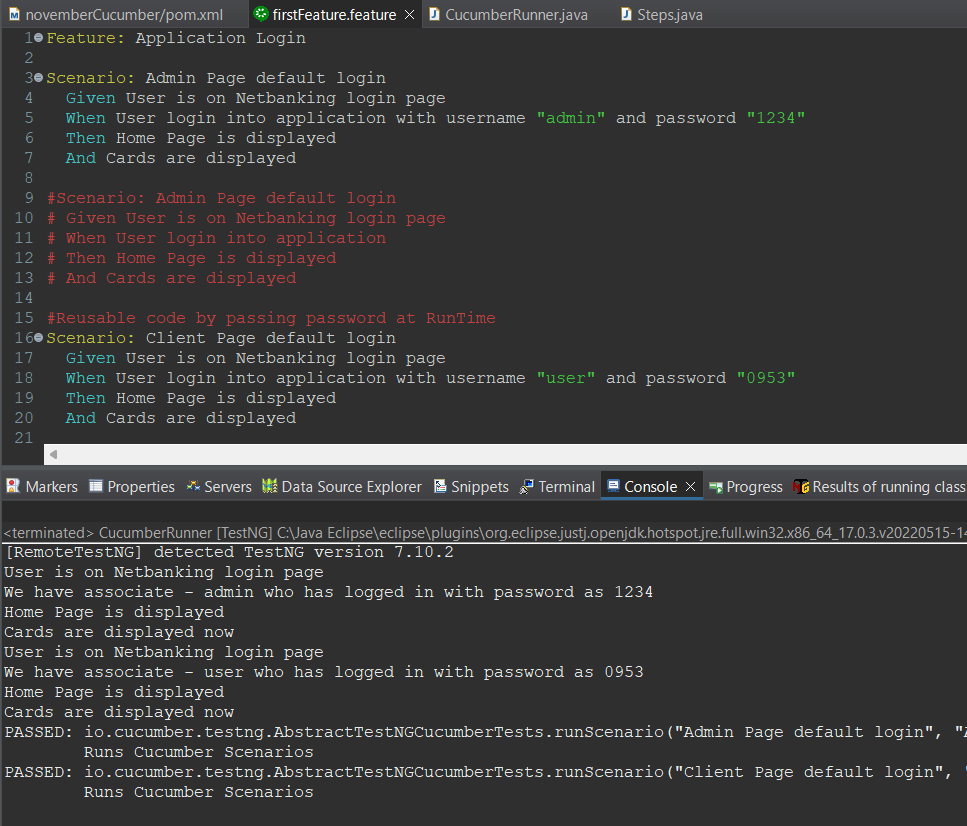 novemberCucumber/pom.xml firstFeature.feature CucumberRunner.java Steps.java
1 Feature: Application Login
2
3 Scenario: Admin Page default login
4 Given User is on Netbanking login page
5 When User login into application with username "admin" and password "1234"
6 Then Home Page is displayed
7 And Cards are displayed
8
9 #Scenario: Admin Page default login
10 # Given User is on Netbanking login page
11 # When User login into application
12 # Then Home Page is displayed
13 # And Cards are displayed
14
15 #Reusable code by passing password at RunTime
16 Scenario: Client Page default login
17 Given User is on Netbanking login page
18 When User login into application with username "user" and password "0953"
19 Then Home Page is displayed
20 And Cards are displayed
21
Markers Properties Servers Data Source Explorer Snippets Terminal Console Progress Results of running class
<terminated> CucumberRunner [TestNG] C:\Java Eclipse\eclipse\plugins\org.eclipse.justj.openjdk.hotspot.jre.full.win32.x86_64_17.0.3.v20220515-14
[RemoteTestNG] detected TestNG version 7.10.2
User is on Netbanking login page
We have associate - admin who has logged in with password as 1234
Home Page is displayed
Cards are displayed now
User is on Netbanking login page
We have associate - user who has logged in with password as 0953
Home Page is displayed
Cards are displayed now
PASSED: io.cucumber.testng.AbstractTestNGCucumberTests.runScenario("Admin Page default login", "
Runs Cucumber Scenarios
PASSED: io.cucumber.testng.AbstractTestNGCucumberTests.runScenario("Client Page default login",
Runs Cucumber Scenarios